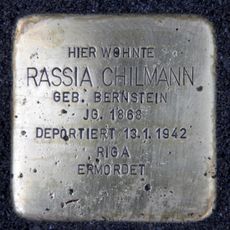 HIER WOHNTE
RASSIA CHILMANN
GEB. BERNSTEIN
JG. 1868
DEPORTIERT 13.1.1942
RIGA
ERMORDET